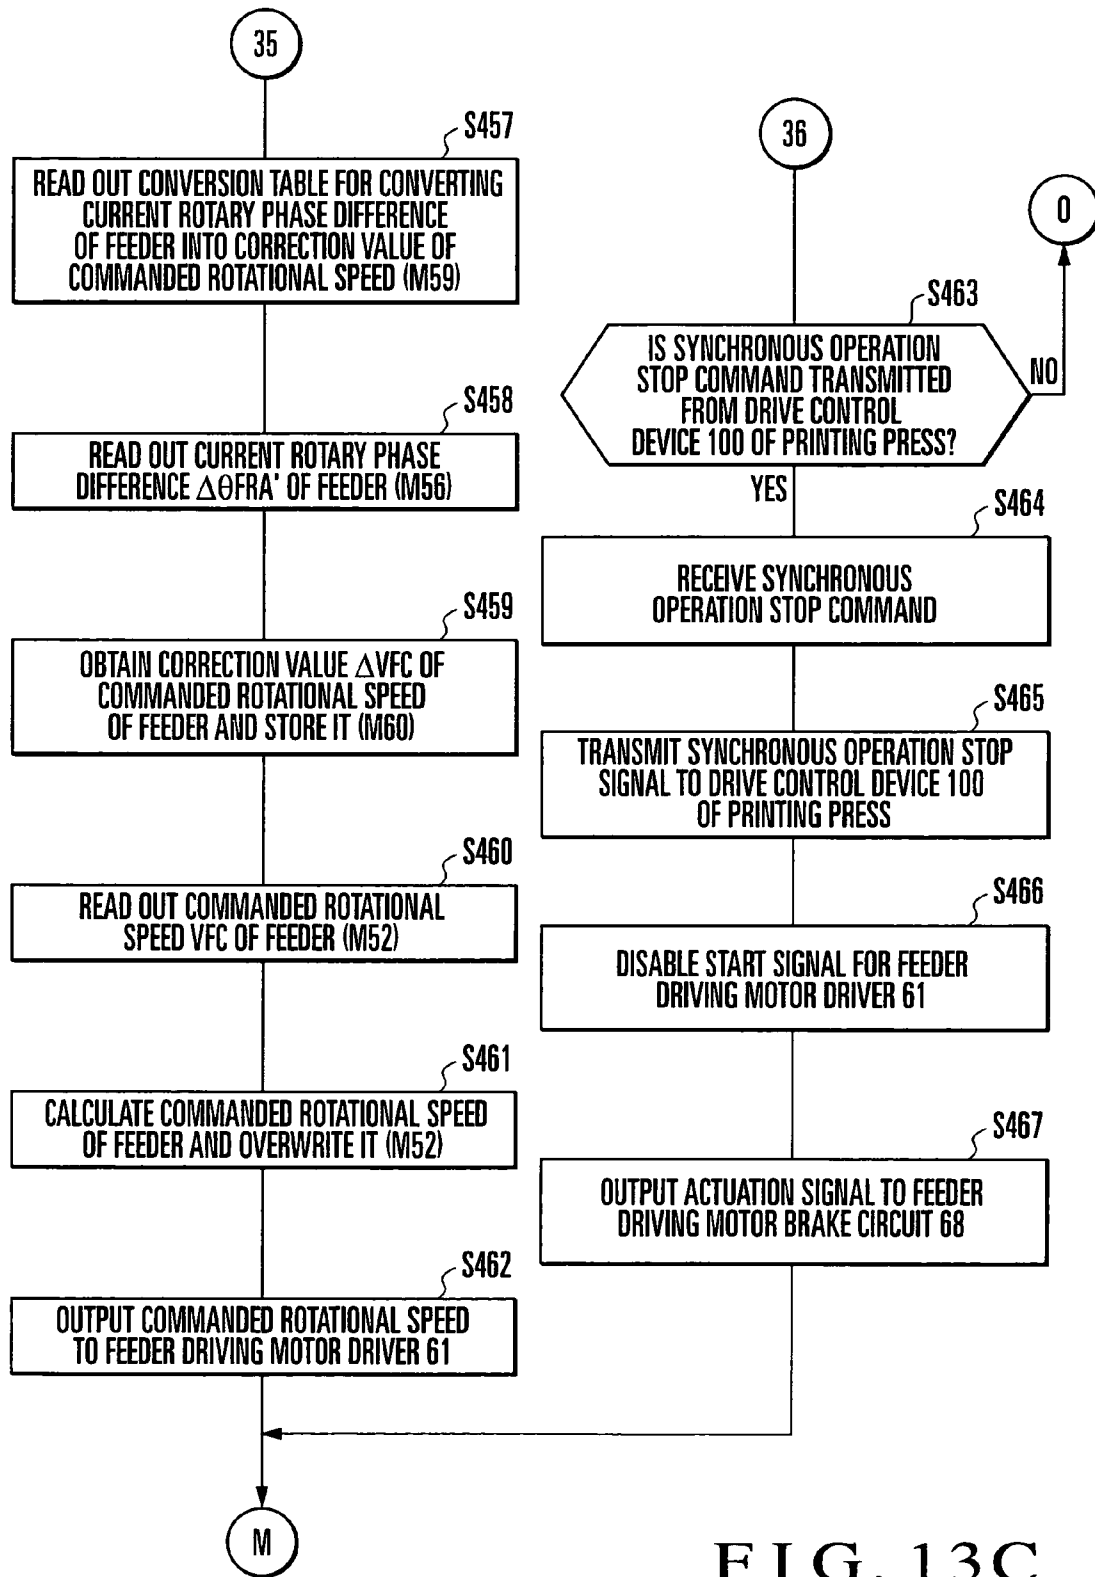 35
S457
READ OUT CONVERSION TABLE FOR CONVERTING
CURRENT ROTARY PHASE DIFFERENCE
OF FEEDER INTO CORRECTION VALUE OF
COMMANDED ROTATIONAL SPEED (M59)
S458
READ OUT CURRENT ROTARY PHASE
DIFFERENCE ΔθFRA' OF FEEDER (M56)
S459
OBTAIN CORRECTION VALUE ΔVFC OF
COMMANDED ROTATIONAL SPEED
OF FEEDER AND STORE IT (M60)
S460
READ OUT COMMANDED ROTATIONAL
SPEED VFC OF FEEDER (M52)
S461
CALCULATE COMMANDED ROTATIONAL SPEED
OF FEEDER AND OVERWRITE IT (M52)
S462
OUTPUT COMMANDED ROTATIONAL SPEED
TO FEEDER DRIVING MOTOR DRIVER 61
M
36
O
S463
IS SYNCHRONOUS OPERATION
STOP COMMAND TRANSMITTED
FROM DRIVE CONTROL
DEVICE 100 OF PRINTING PRESS?
NO
YES
S464
RECEIVE SYNCHRONOUS
OPERATION STOP COMMAND
S465
TRANSMIT SYNCHRONOUS OPERATION STOP
SIGNAL TO DRIVE CONTROL DEVICE 100
OF PRINTING PRESS
S466
DISABLE START SIGNAL FOR FEEDER
DRIVING MOTOR DRIVER 61
S467
OUTPUT ACTUATION SIGNAL TO FEEDER
DRIVING MOTOR BRAKE CIRCUIT 68
FIG. 13C